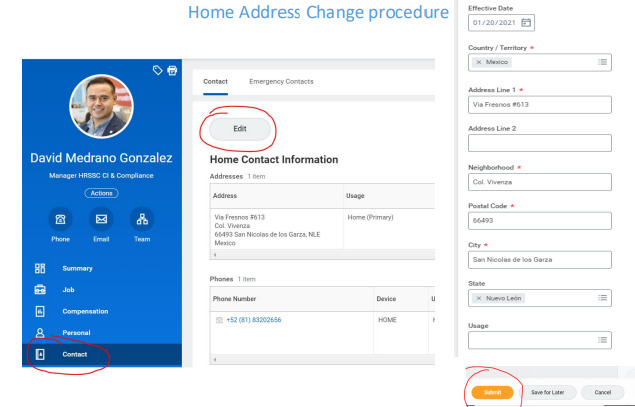 Home Address Change procedure
David Medrano Gonzalez
Manager HRSSC CI & Compliance
Actions
Phone
Email
Team
Summary
Job
Compensation
Personal
Contact
Contact
Emergency Contacts
Edit
Home Contact Information
Addresses 1 item
Address
Usage
Via Fresnos #613
Col. Vivenza
66493 San Nicolas de los Garza, NLE
Mexico
Home (Primary)
Phones 1 item
Phone Number
Device
U
+52 (81) 83202656
HOME
Effective Date
01/20/2021
Country / Territory *
× Mexico
Address Line 1 *
Via Fresnos #613
Address Line 2
Neighborhood *
Col. Vivenza
Postal Code *
66493
City *
San Nicolas de los Garza
State
× Nuevo León
Usage
Submit
Save for Later
Cancel